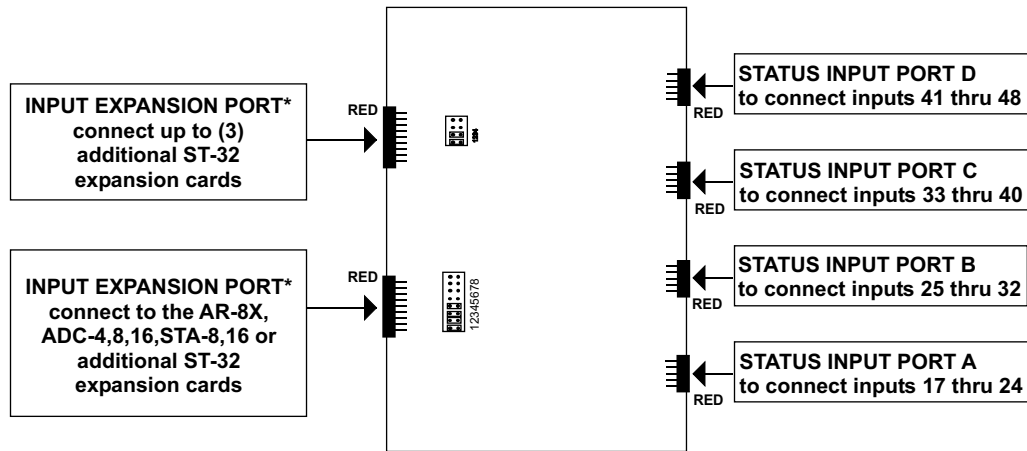 INPUT EXPANSION PORT*
connect up to (3)
additional ST-32
expansion cards
RED
1234
INPUT EXPANSION PORT*
connect to the AR-8X,
ADC-4,8,16,STA-8,16 or
additional ST-32
expansion cards
RED
12345678
STATUS INPUT PORT D
to connect inputs 41 thru 48
RED
STATUS INPUT PORT C
to connect inputs 33 thru 40
RED
STATUS INPUT PORT B
to connect inputs 25 thru 32
RED
STATUS INPUT PORT A
to connect inputs 17 thru 24
RED